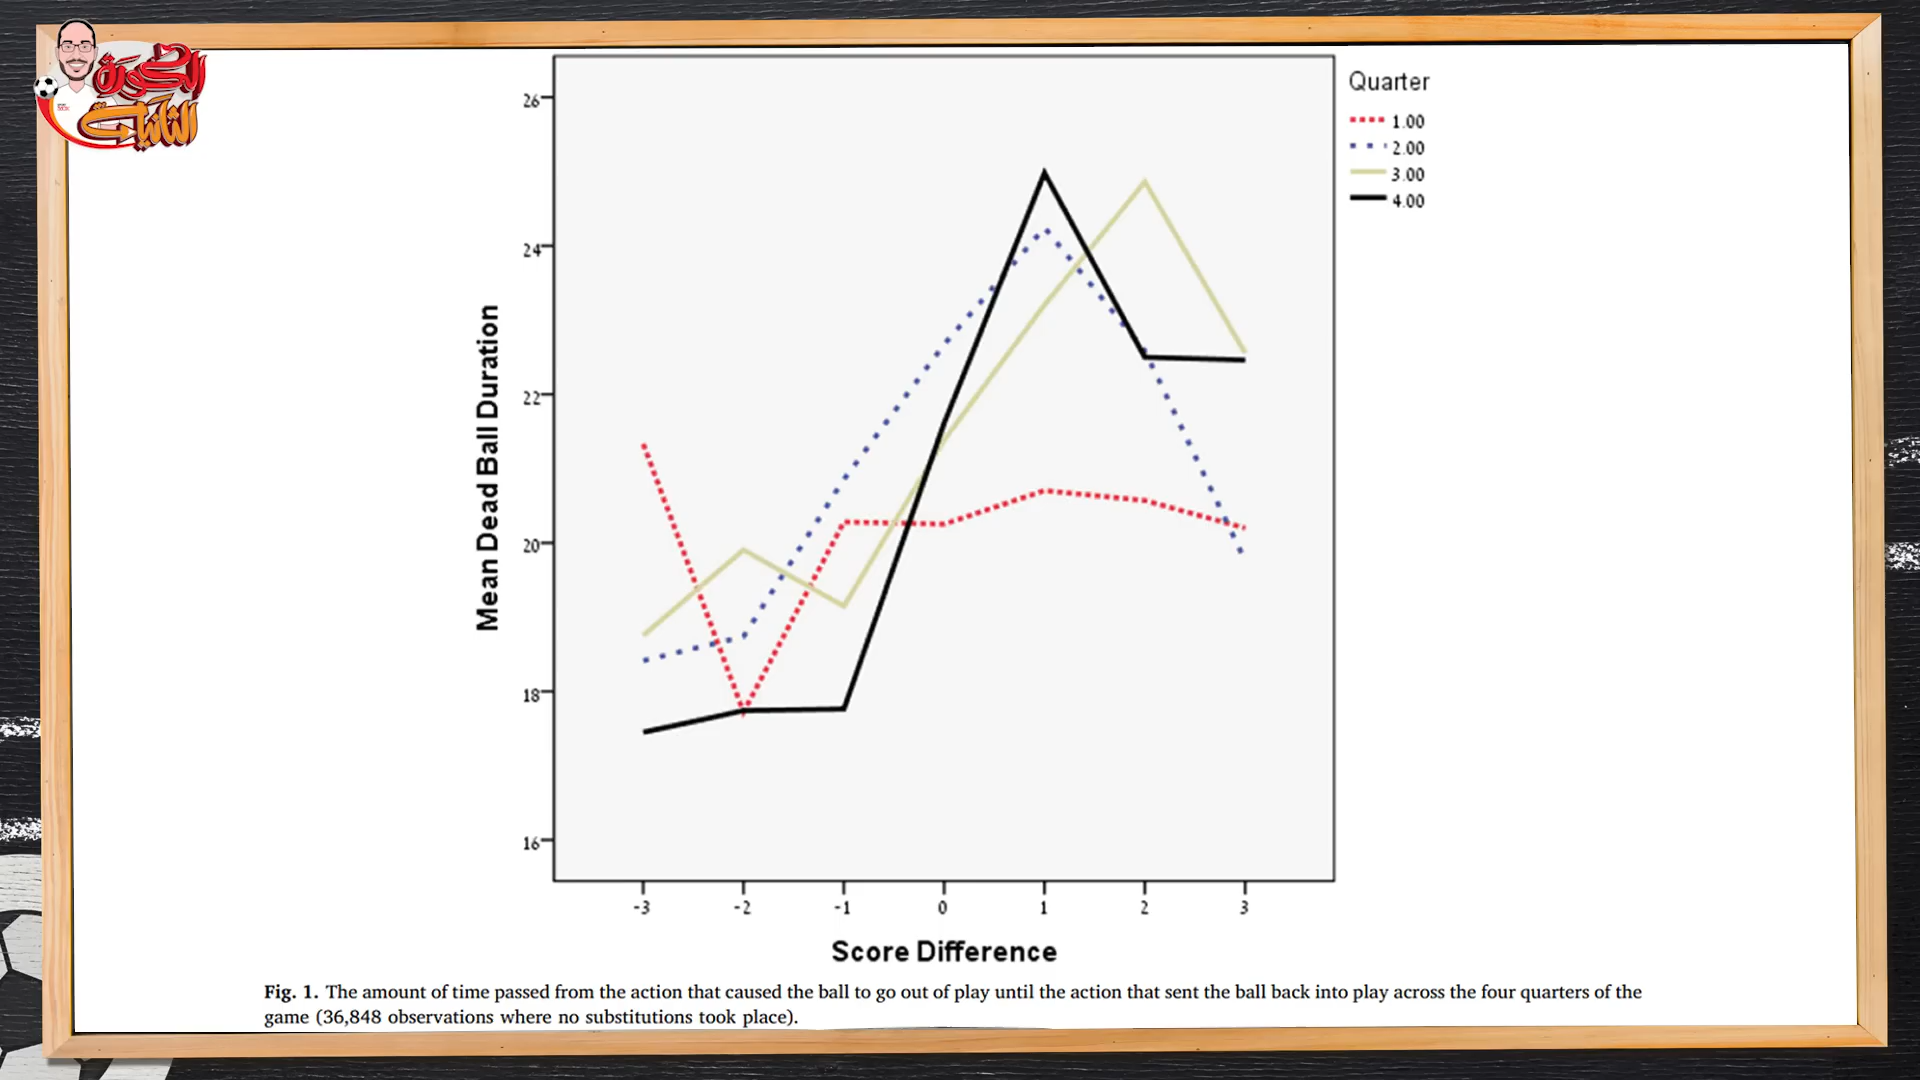 الكورة
التانية
Quarter
1.00
2.00
3.00
4.00
26
24
22
20
18
16
Mean Dead Ball Duration
-3 -2 -1 0 1 2 3
Score Difference
Fig. 1. The amount of time passed from the action that caused the ball to go out of play until the action that sent the ball back into play across the four quarters of the
game (36,848 observations where no substitutions took place).